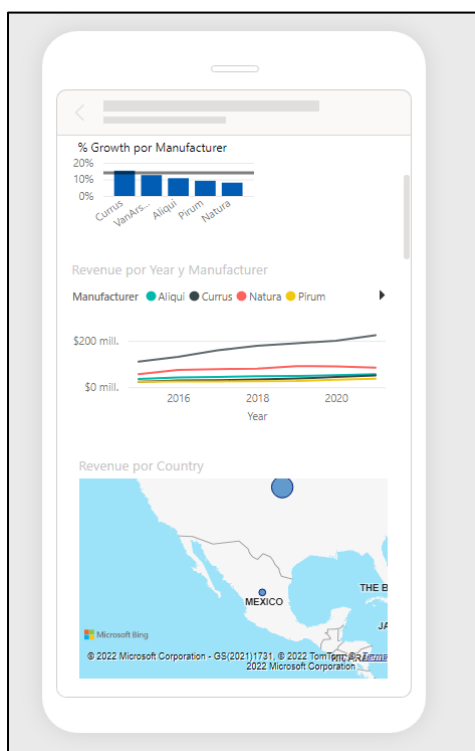 % Growth por Manufacturer
20%
10%
0%
Currus
VanArs...
Aliqui
Pirum
Natura
Revenue por Year y Manufacturer
Manufacturer Aliqui Currus Natura Pirum
$200 mill.
$0 mill.
2016 2018 2020
Year
Revenue por Country
MEXICO
THE B
JA
Microsoft Bing
© 2022 Microsoft Corporation - GS(2021)1731, © 2022 TomTom, ©
2022 Microsoft Corporation